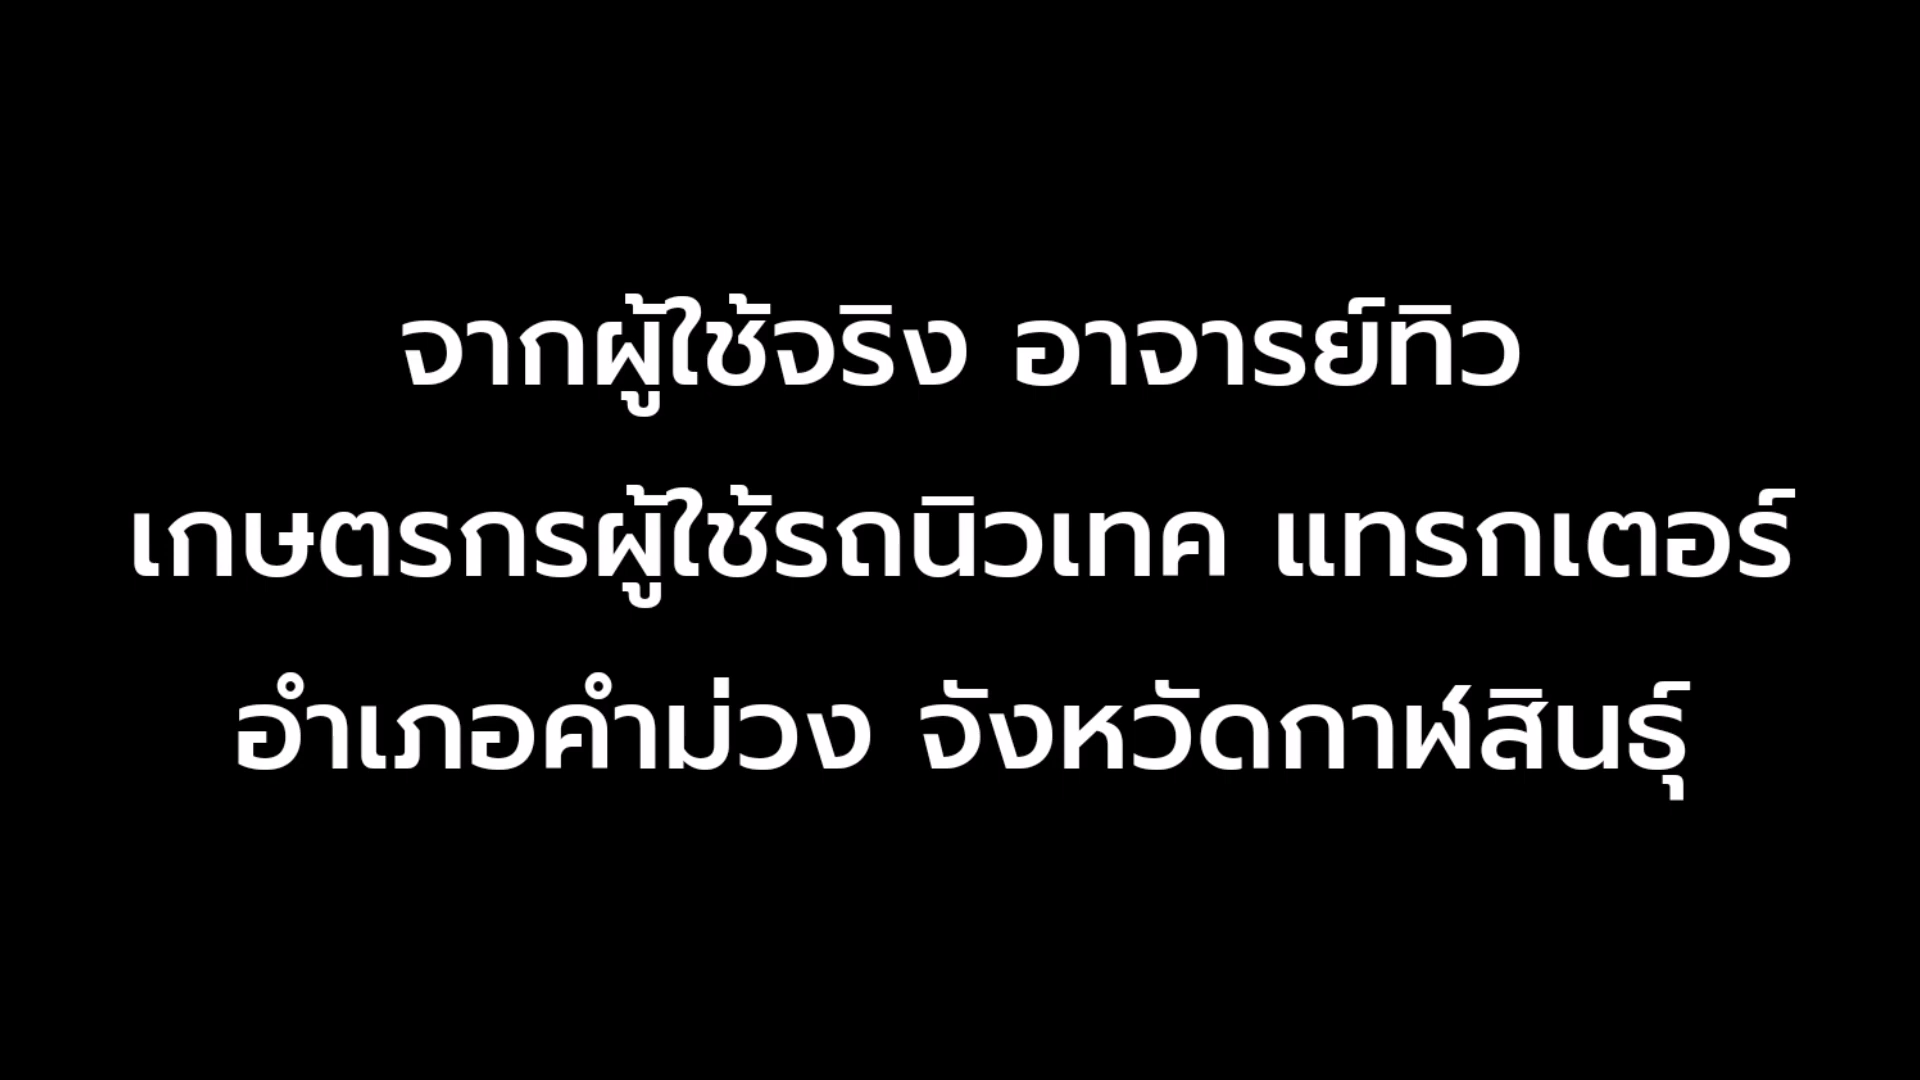 จากผู้ใช้จริง อาจารย์ทิว
เกษตรกรผู้ใช้รถนิวเทค แทรกเตอร์
อำเภอคำม่วง จังหวัดกาฬสินธุ์